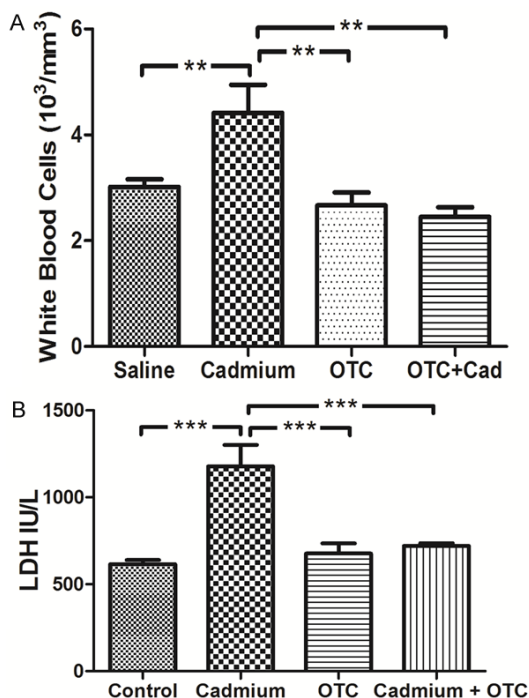 A
White Blood Cells (10³/mm³)
6
4
2
0
**
**
**
Saline Cadmium OTC OTC+Cad
B
LDH IU/L
1500
1000
500
0
***
***
***
Control Cadmium OTC Cadmium + OTC